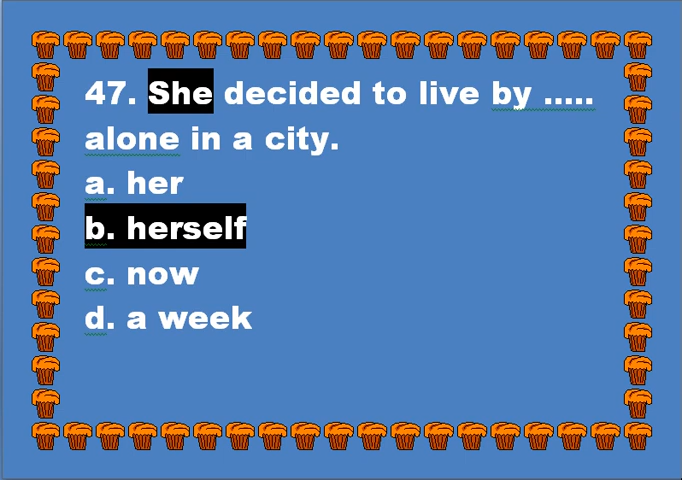 47. She decided to live by .....
alone in a city.
a. her
b. herself
c. now
d. a week